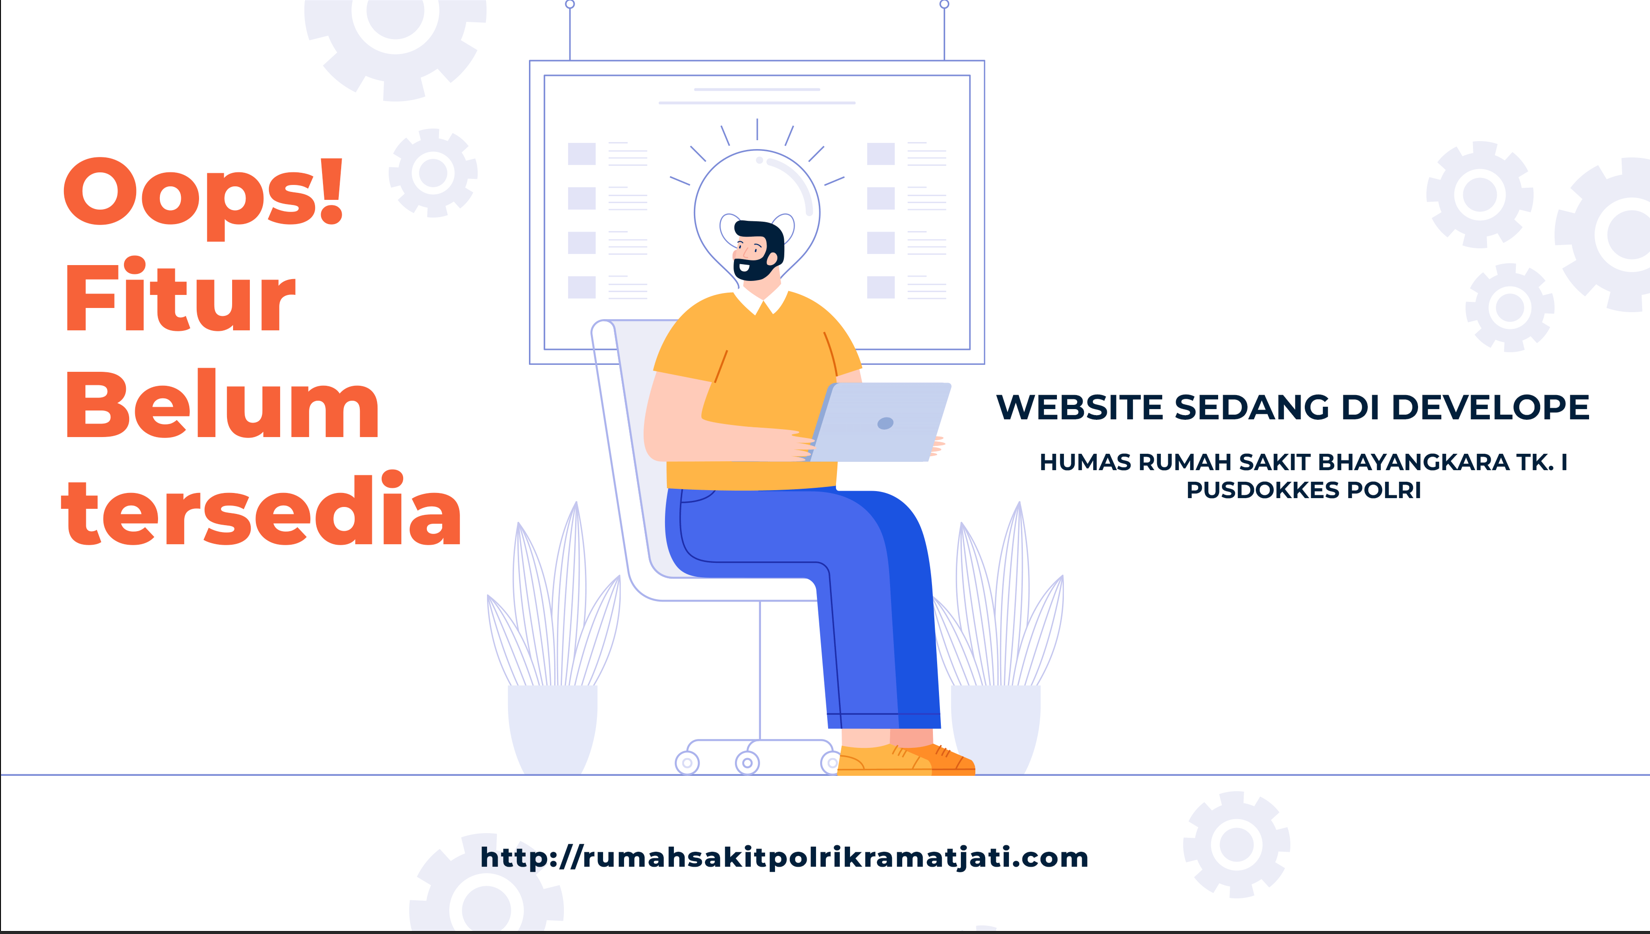 Oops!
Fitur
Belum
tersedia
WEBSITE SEDANG DI DEVELOPE
HUMAS RUMAH SAKIT BHAYANGKARA TK. I
PUSDOKKES POLRI
http://rumahsakitpolrikramatjati.com